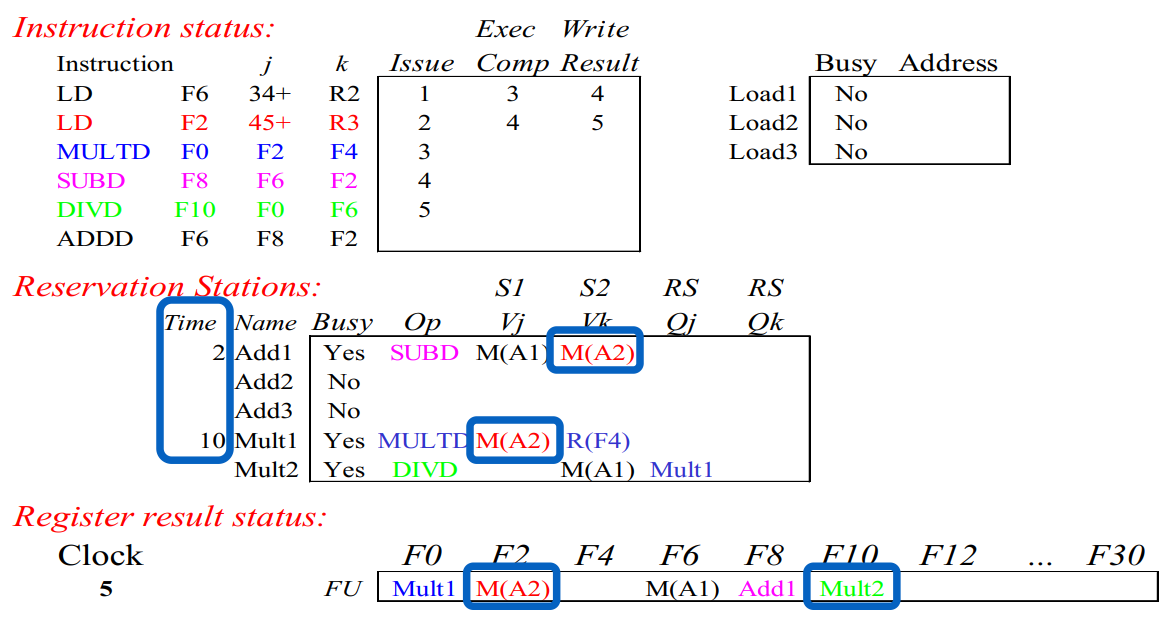 Instruction status: Exec Write
Instruction j k Issue Comp Result Busy Address
LD F6 34+ R2 1 3 4 Load1 No
LD F2 45+ R3 2 4 5 Load2 No
MULTD F0 F2 F4 3 Load3 No
SUBD F8 F6 F2 4
DIVD F10 F0 F6 5
ADDD F6 F8 F2
Reservation Stations: S1 S2 RS RS
Time Name Busy Op Vj Vk Qj Qk
2 Add1 Yes SUBD M(A1) M(A2)
Add2 No
Add3 No
10 Mult1 Yes MULTD M(A2) R(F4)
Mult2 Yes DIVD M(A1) Mult1
Register result status:
Clock F0 F2 F4 F6 F8 F10 F12 ... F30
5 FU Mult1 M(A2) M(A1) Add1 Mult2